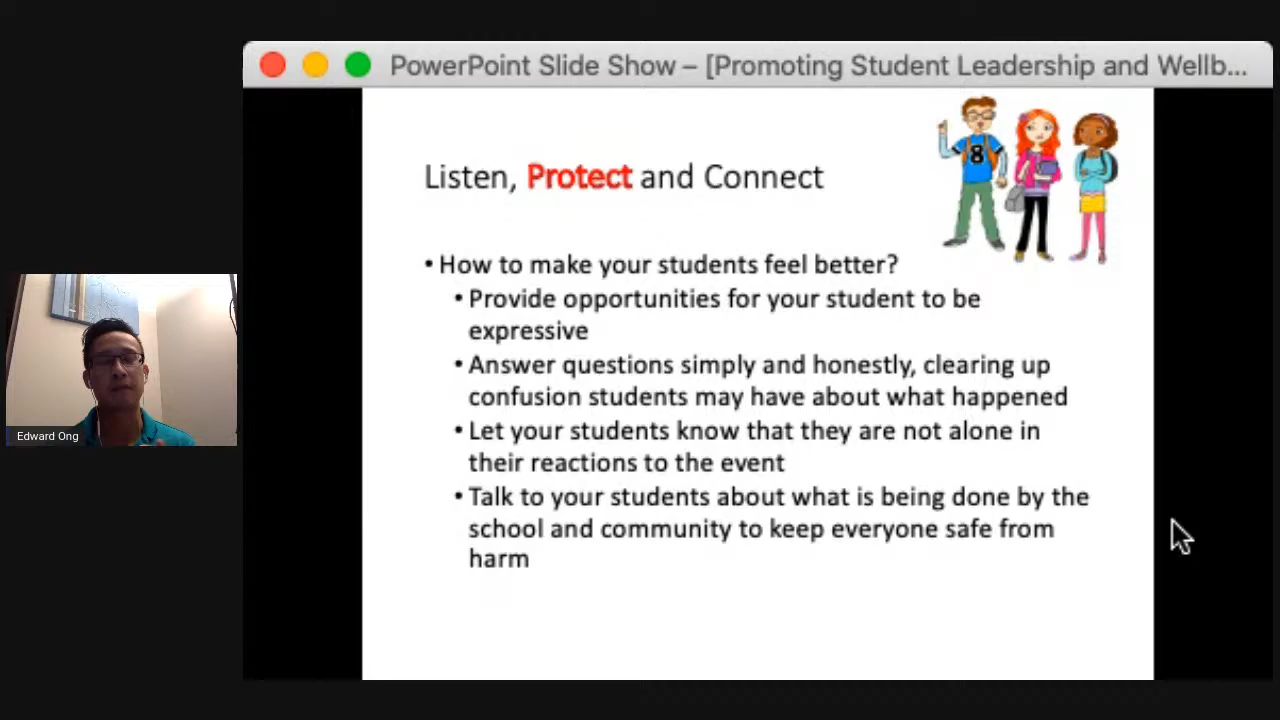 PowerPoint Slide Show – [Promoting Student Leadership and Wellb...
8
Listen, Protect and Connect
• How to make your students feel better?
• Provide opportunities for your student to be
expressive
• Answer questions simply and honestly, clearing up
confusion students may have about what happened
• Let your students know that they are not alone in
their reactions to the event
• Talk to your students about what is being done by the
school and community to keep everyone safe from
harm
Edward Ong